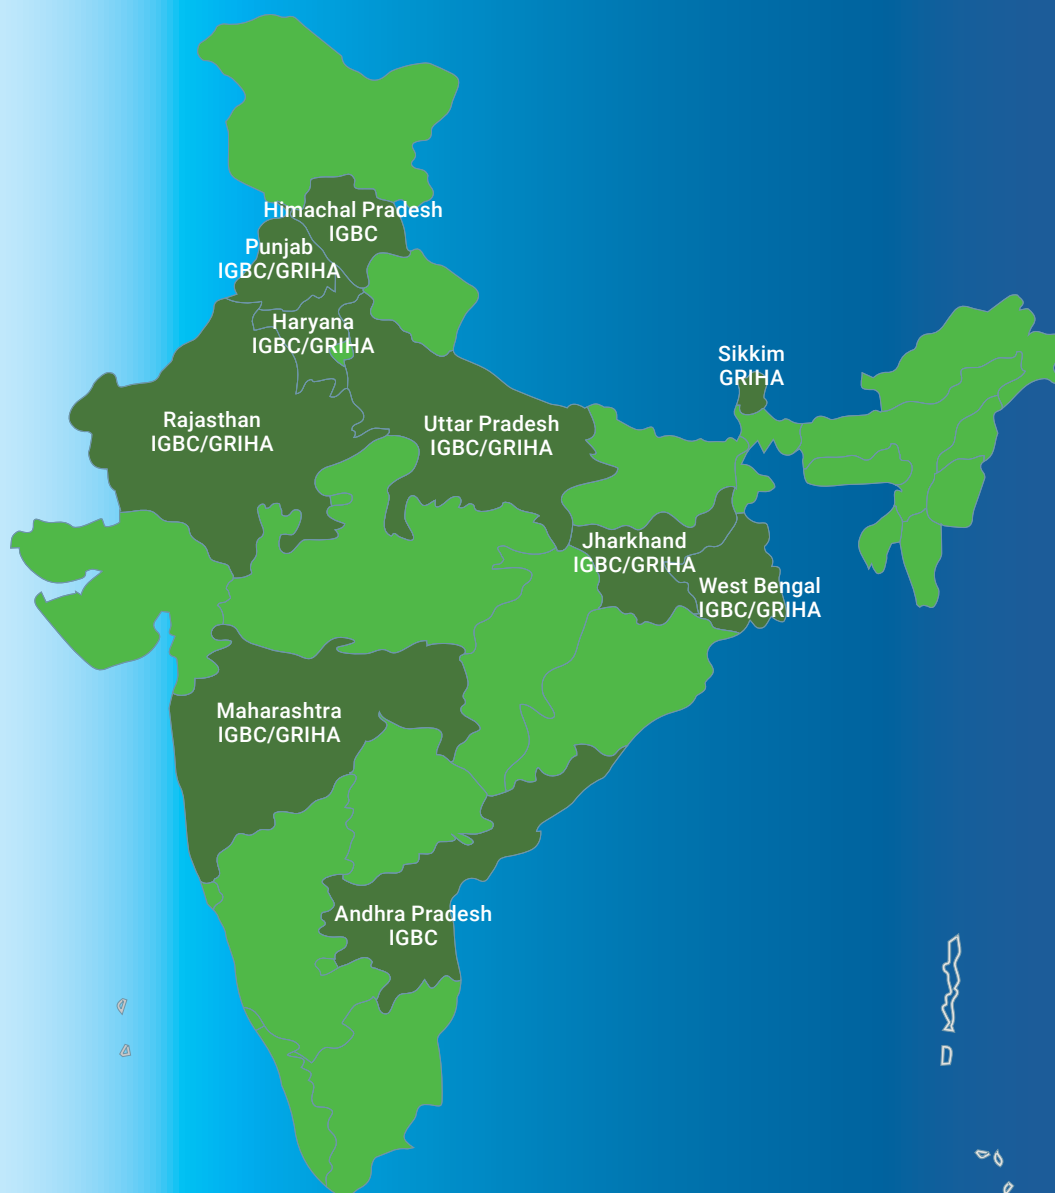 Himachal Pradesh
IGBC
Punjab
IGBC/GRIHA
Haryana
IGBC/GRIHA
Sikkim
GRIHA
Rajasthan
IGBC/GRIHA
Uttar Pradesh
IGBC/GRIHA
Jharkhand
IGBC/GRIHA
West Bengal
IGBC/GRIHA
Maharashtra
IGBC/GRIHA
Andhra Pradesh
IGBC